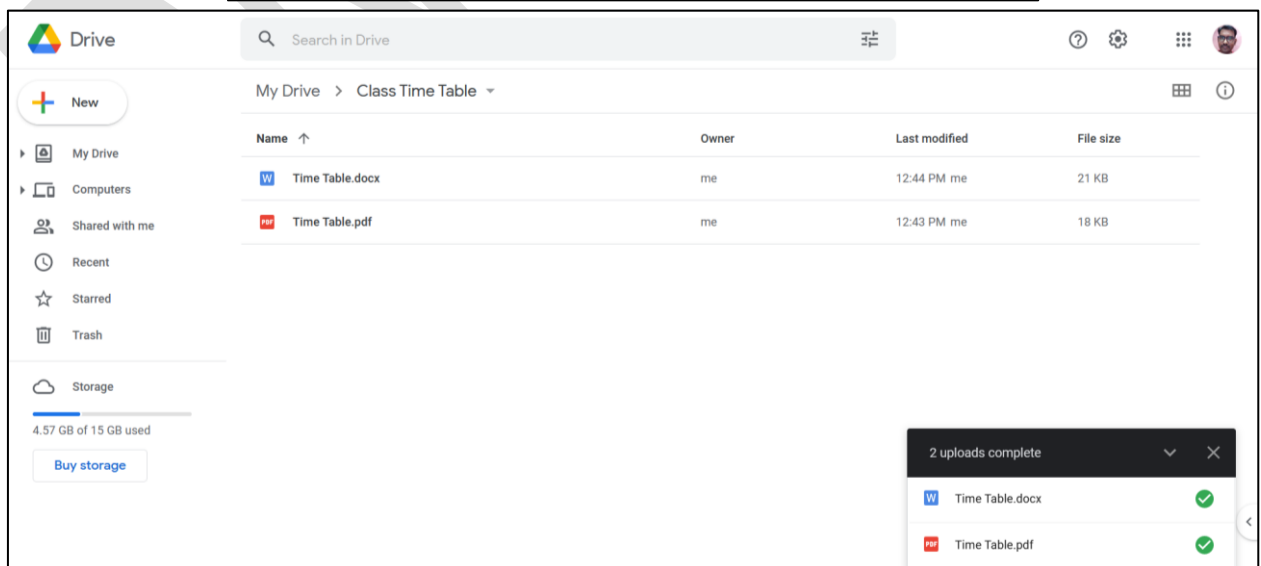 Drive
Search in Drive
New
My Drive > Class Time Table
Name Owner Last modified File size
My Drive
Computers
Shared with me
Recent
Starred
Trash
Storage
4.57 GB of 15 GB used
Buy storage
W Time Table.docx me 12:44 PM me 21 KB
PDF Time Table.pdf me 12:43 PM me 18 KB
2 uploads complete
W Time Table.docx
PDF Time Table.pdf